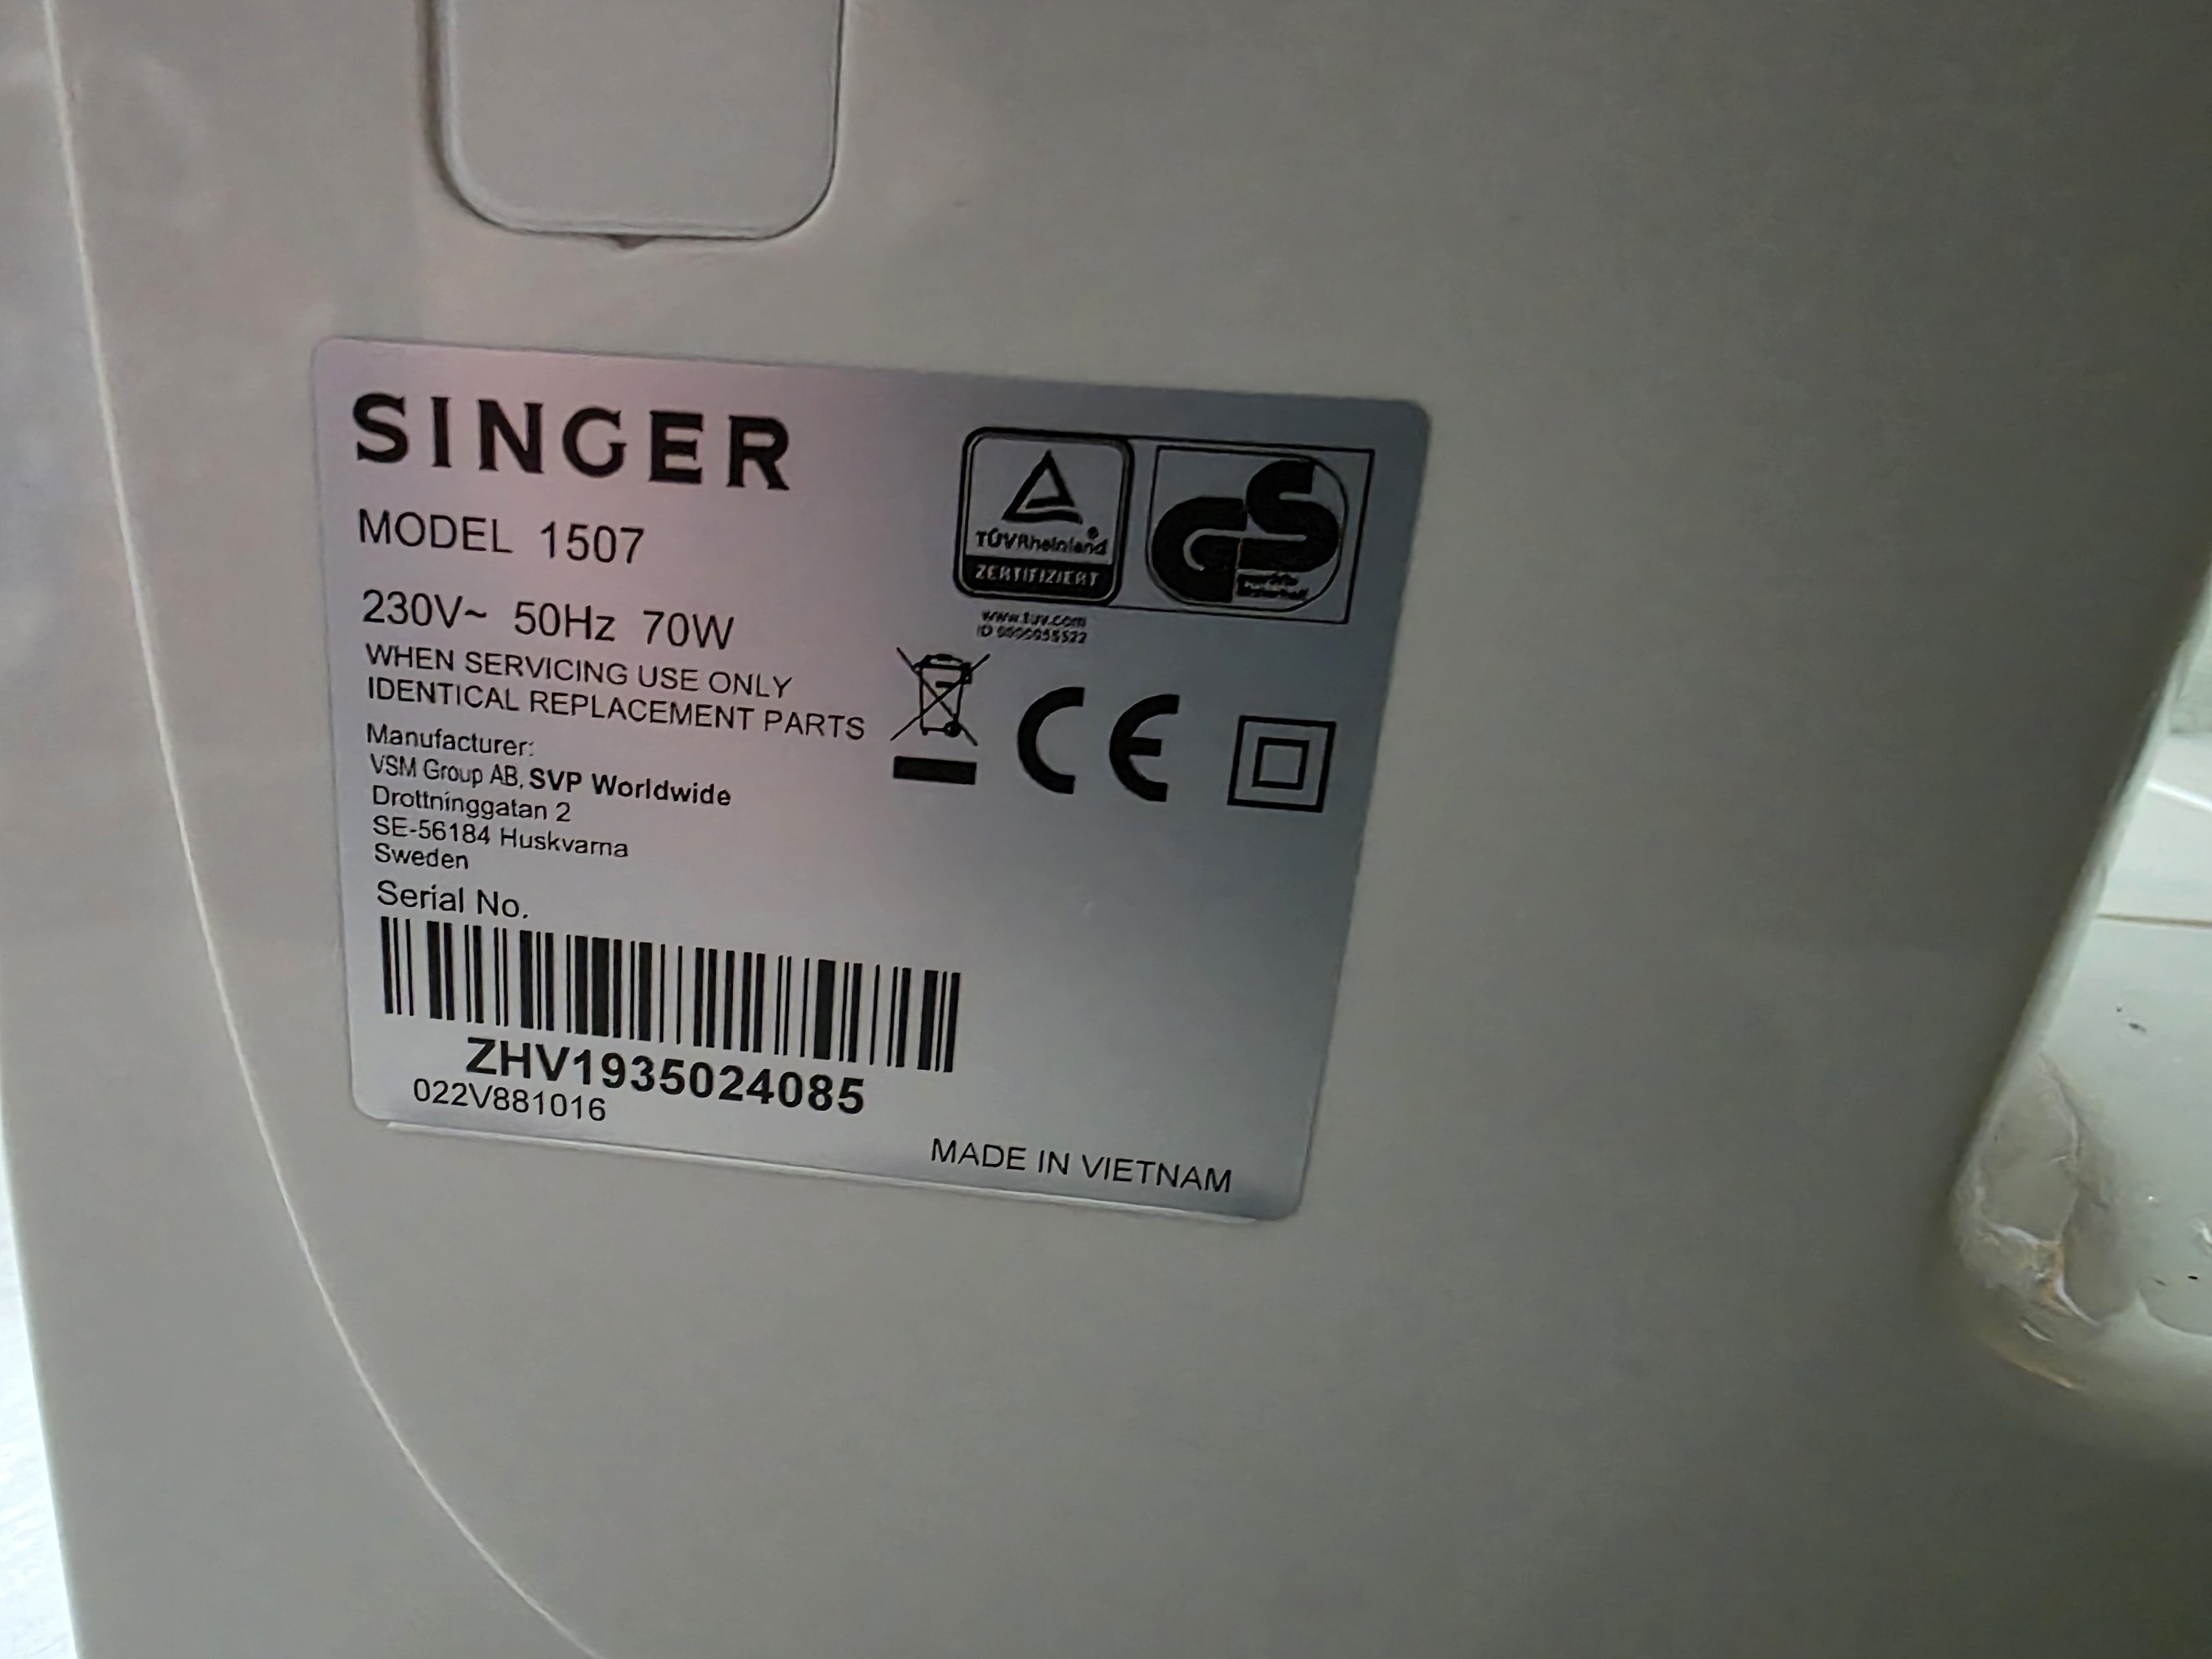 SINGER
MODEL 1507
230V~ 50Hz 70W
WHEN SERVICING USE ONLY
IDENTICAL REPLACEMENT PARTS
Manufacturer:
VSM Group AB, SVP Worldwide
Drottninggatan 2
SE-56184 Huskvarna
Sweden
Serial No.
ZHV1935024085
022V881016
MADE IN VIETNAM
TÜVRheinland®
ZERTIFIZIERT
GS
www.tuv.com
ID
CE